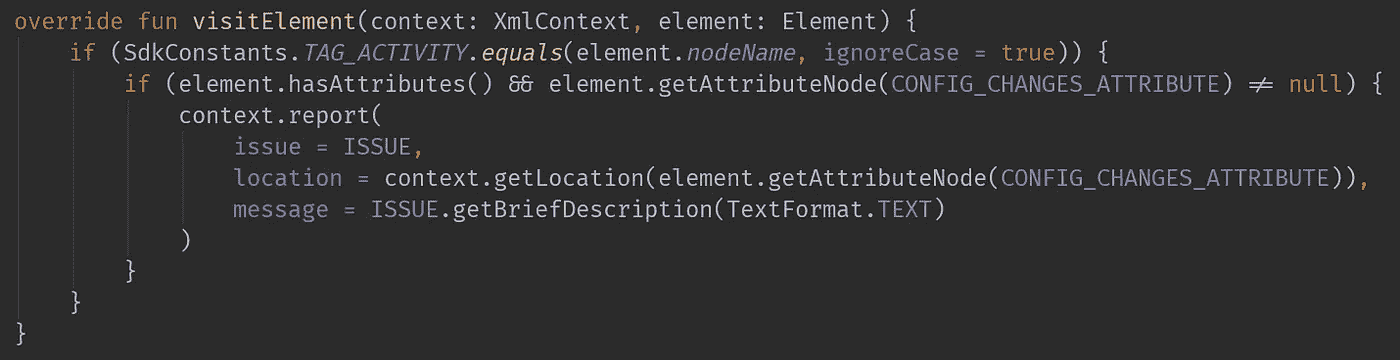 override fun visitElement(context: XmlContext, element: Element) {
    if (SdkConstants.TAG_ACTIVITY.equals(element.nodeName, ignoreCase = true)) {
        if (element.hasAttributes() && element.getAttributeNode(CONFIG_CHANGES_ATTRIBUTE) != null) {
            context.report(
                issue = ISSUE,
                location = context.getLocation(element.getAttributeNode(CONFIG_CHANGES_ATTRIBUTE)),
                message = ISSUE.getBriefDescription(TextFormat.TEXT)
            )
        }
    }
}